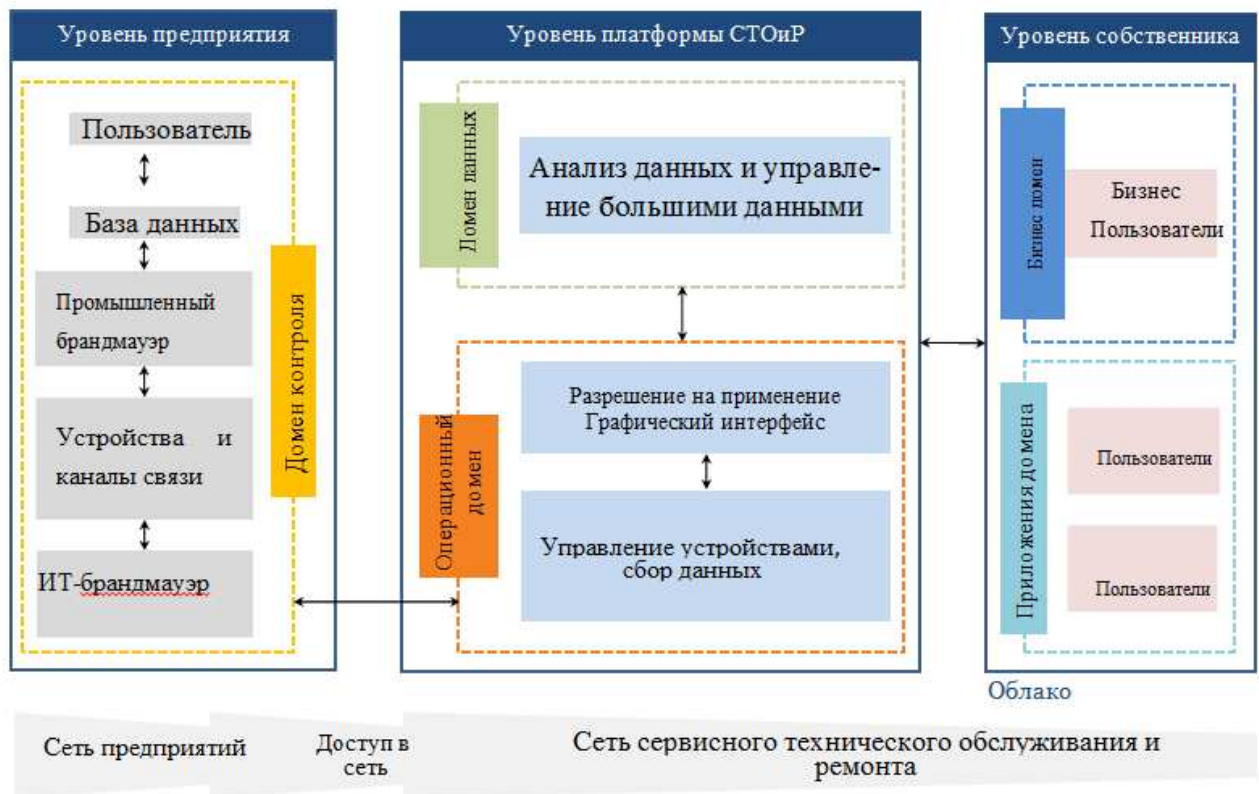 Уровень предприятия
Пользователь
База данных
Промышленный
брандмауэр
Устройства и
каналы связи
ИТ-брандмауэр
Домен контроля
Уровень платформы СТОиР
Домен данных
Анализ данных и управле-
ние большими данными
Операционный
домен
Разрешение на применение
Графический интерфейс
Управление устройствами,
сбор данных
Уровень собственника
Бизнес домен
Бизнес
Пользователи
Приложения домена
Пользователи
Пользователи
Облако
Сеть предприятий
Доступ в
сеть
Сеть сервисного технического обслуживания и
ремонта